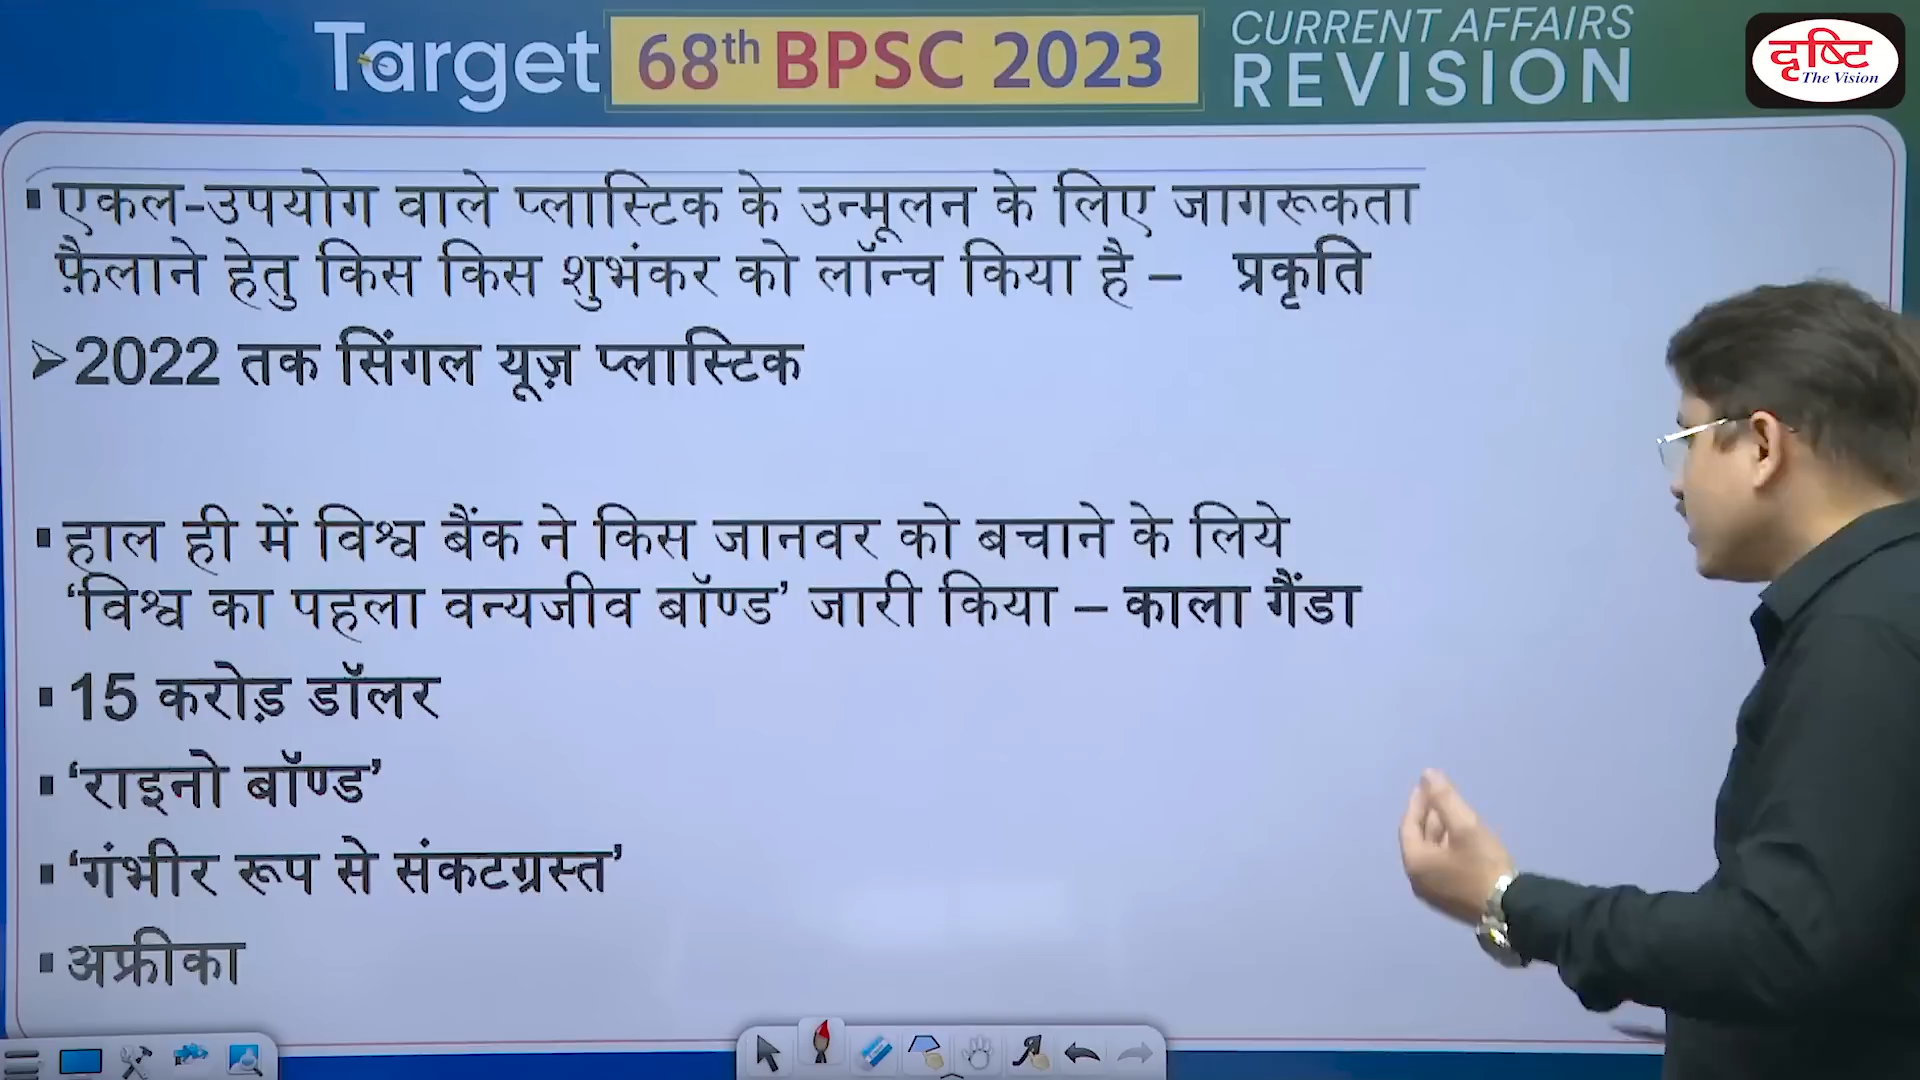 Target 68th BPSC 2023 CURRENT AFFAIRS
REVISION
दृष्टि
The Vision
▪ एकल-उपयोग वाले प्लास्टिक के उन्मूलन के लिए जागरूकता
फ़ैलाने हेतु किस किस शुभंकर को लॉन्च किया है – प्रकृति
➢ 2022 तक सिंगल यूज़ प्लास्टिक
▪ हाल ही में विश्व बैंक ने किस जानवर को बचाने के लिये
‘विश्व का पहला वन्यजीव बॉण्ड’ जारी किया – काला गैंडा
▪ 15 करोड़ डॉलर
▪ ‘राइनो बॉण्ड’
▪ ‘गंभीर रूप से संकटग्रस्त’
▪ अफ्रीका